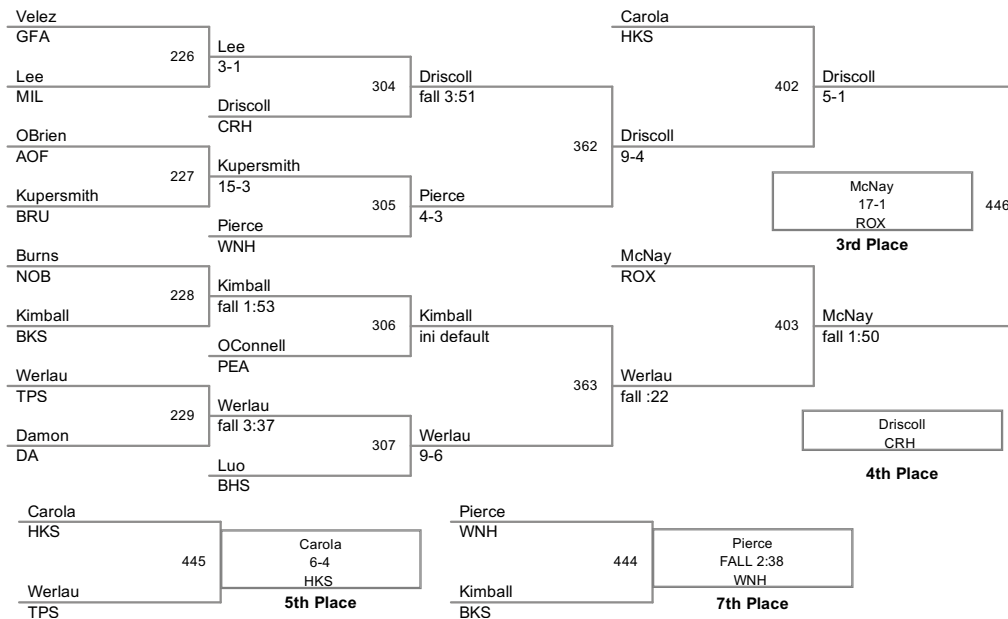 Velez
GFA
226
Lee
MIL
Lee
3-1
304
Driscoll
CRH
Driscoll
fall 3:51
OBrien
AOF
227
Kupersmith
BRU
Kupersmith
15-3
305
Pierce
WNH
Pierce
4-3
362
Driscoll
9-4
Carola
HKS
402
Driscoll
5-1
McNay
17-1
ROX
446
3rd Place
Burns
NOB
228
Kimball
BKS
Kimball
fall 1:53
306
OConnell
PEA
Kimball
ini default
Werlau
TPS
229
Damon
DA
Werlau
fall 3:37
307
Luo
BHS
Werlau
9-6
363
Werlau
fall :22
McNay
ROX
403
McNay
fall 1:50
Driscoll
CRH
4th Place
Carola
HKS
445
Werlau
TPS
Carola
6-4
HKS
5th Place
Pierce
WNH
444
Kimball
BKS
Pierce
FALL 2:38
WNH
7th Place